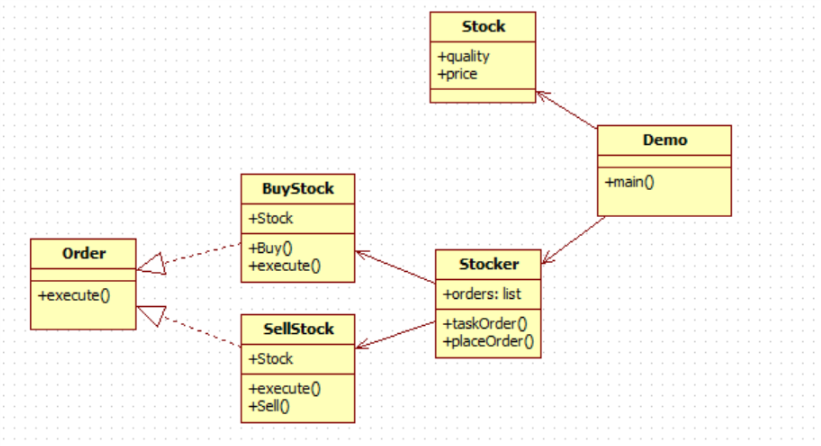 Stock
+quality
+price
Demo
+main()
BuyStock
+Stock
+Buy()
+execute()
Order
+execute()
Stocker
+orders: list
+taskOrder()
+placeOrder()
SellStock
+Stock
+execute()
+Sell()